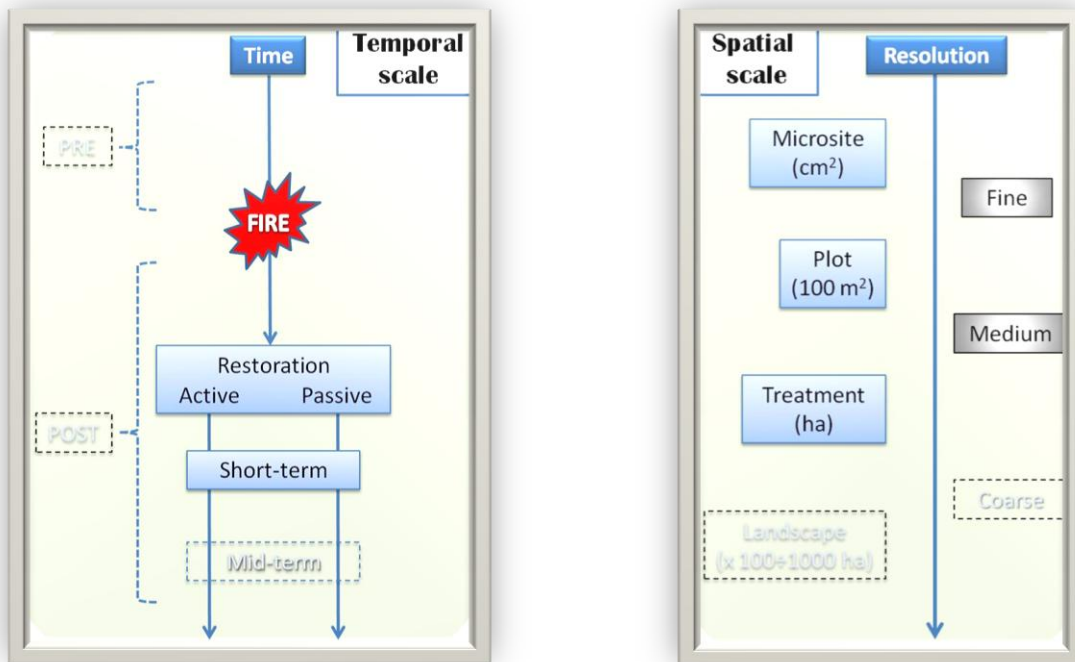 Time
Temporal
scale
PRE
FIRE
Restoration
Active Passive
POST
Short-term
Mid-term
Spatial
scale
Resolution
Microsite
(cm²)
Fine
Plot
(100 m²)
Medium
Treatment
(ha)
Coarse
Landscape
(x 100÷1000 ha)